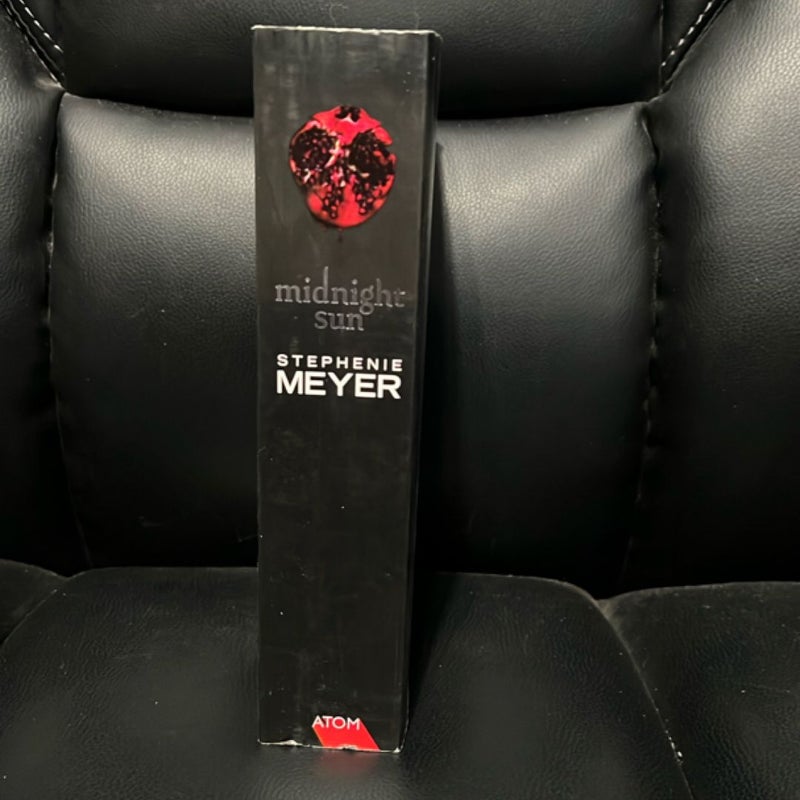 midnight
sun
STEPHENIE
MEYER
ATOM